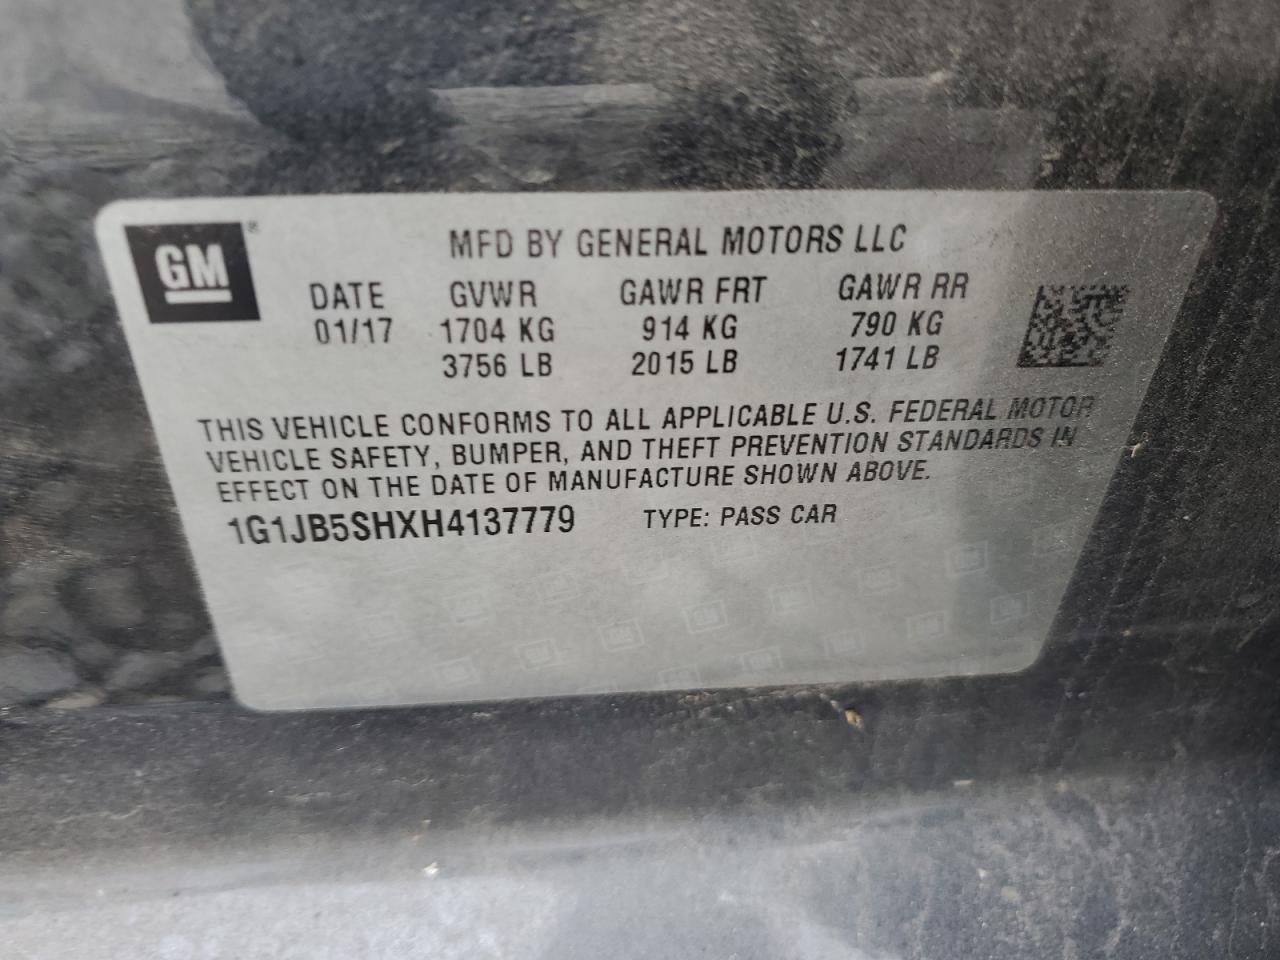 GM®
MFD BY GENERAL MOTORS LLC
DATE GVWR GAWR FRT GAWR RR
01/17 1704 KG 914 KG 790 KG
3756 LB 2015 LB 1741 LB
THIS VEHICLE CONFORMS TO ALL APPLICABLE U.S. FEDERAL MOTOR
VEHICLE SAFETY, BUMPER, AND THEFT PREVENTION STANDARDS IN
EFFECT ON THE DATE OF MANUFACTURE SHOWN ABOVE.
1G1JB5SHXH4137779 TYPE: PASS CAR